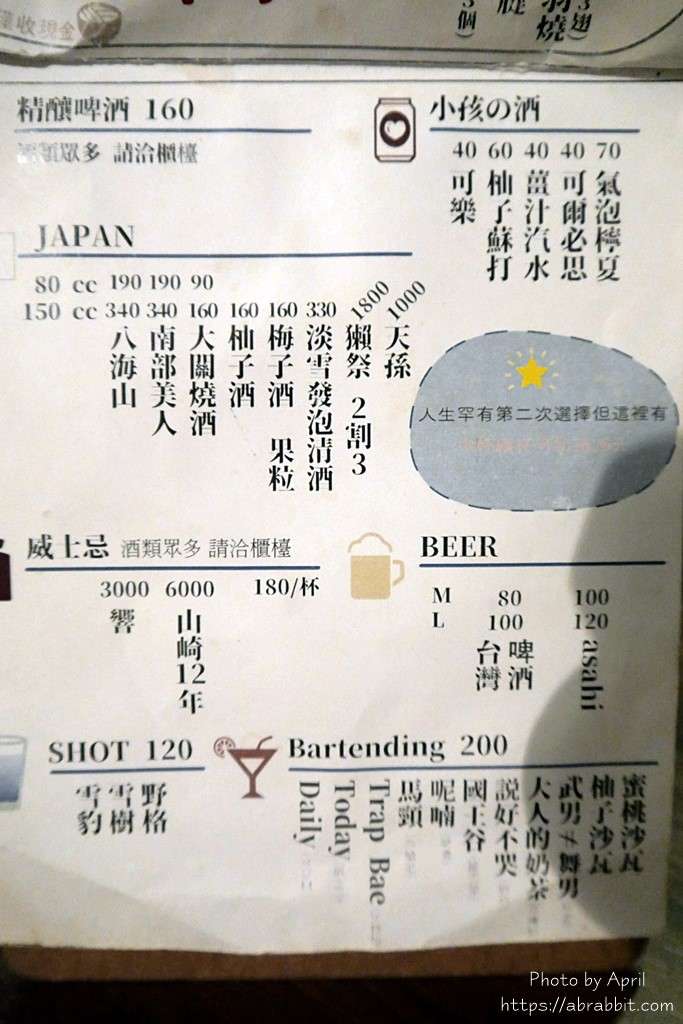 收現金
精釀啤酒 160
酒類眾多 請洽櫃檯
小孩の酒
40 60 40 40 70
可樂
柚子蘇打
薑汁汽水
可爾必思
氣泡檸夏
JAPAN
80 cc 190 190 90
150 cc 340 340 160 160 160 330 1800 1000
八海山
南部美人
大關燒酒
柚子酒
梅子酒 果粒
淡雪發泡清酒
獺祭 2割3
天孫
人生罕有第二次選擇但這裡有
威士忌 酒類眾多 請洽櫃檯
3000 6000 180/杯
響
山崎12年
BEER
M 80 100
L 100 120
台灣啤酒
asahi
SHOT 120
雪豹
雪樹
野格
Bartending 200
Daily
Today
Trap Bae
馬頸
呢喃
國王谷
說好不哭
大人的奶茶
武男≠舞男
柚子沙瓦
蜜桃沙瓦
Photo by April
https://abrabbit.com